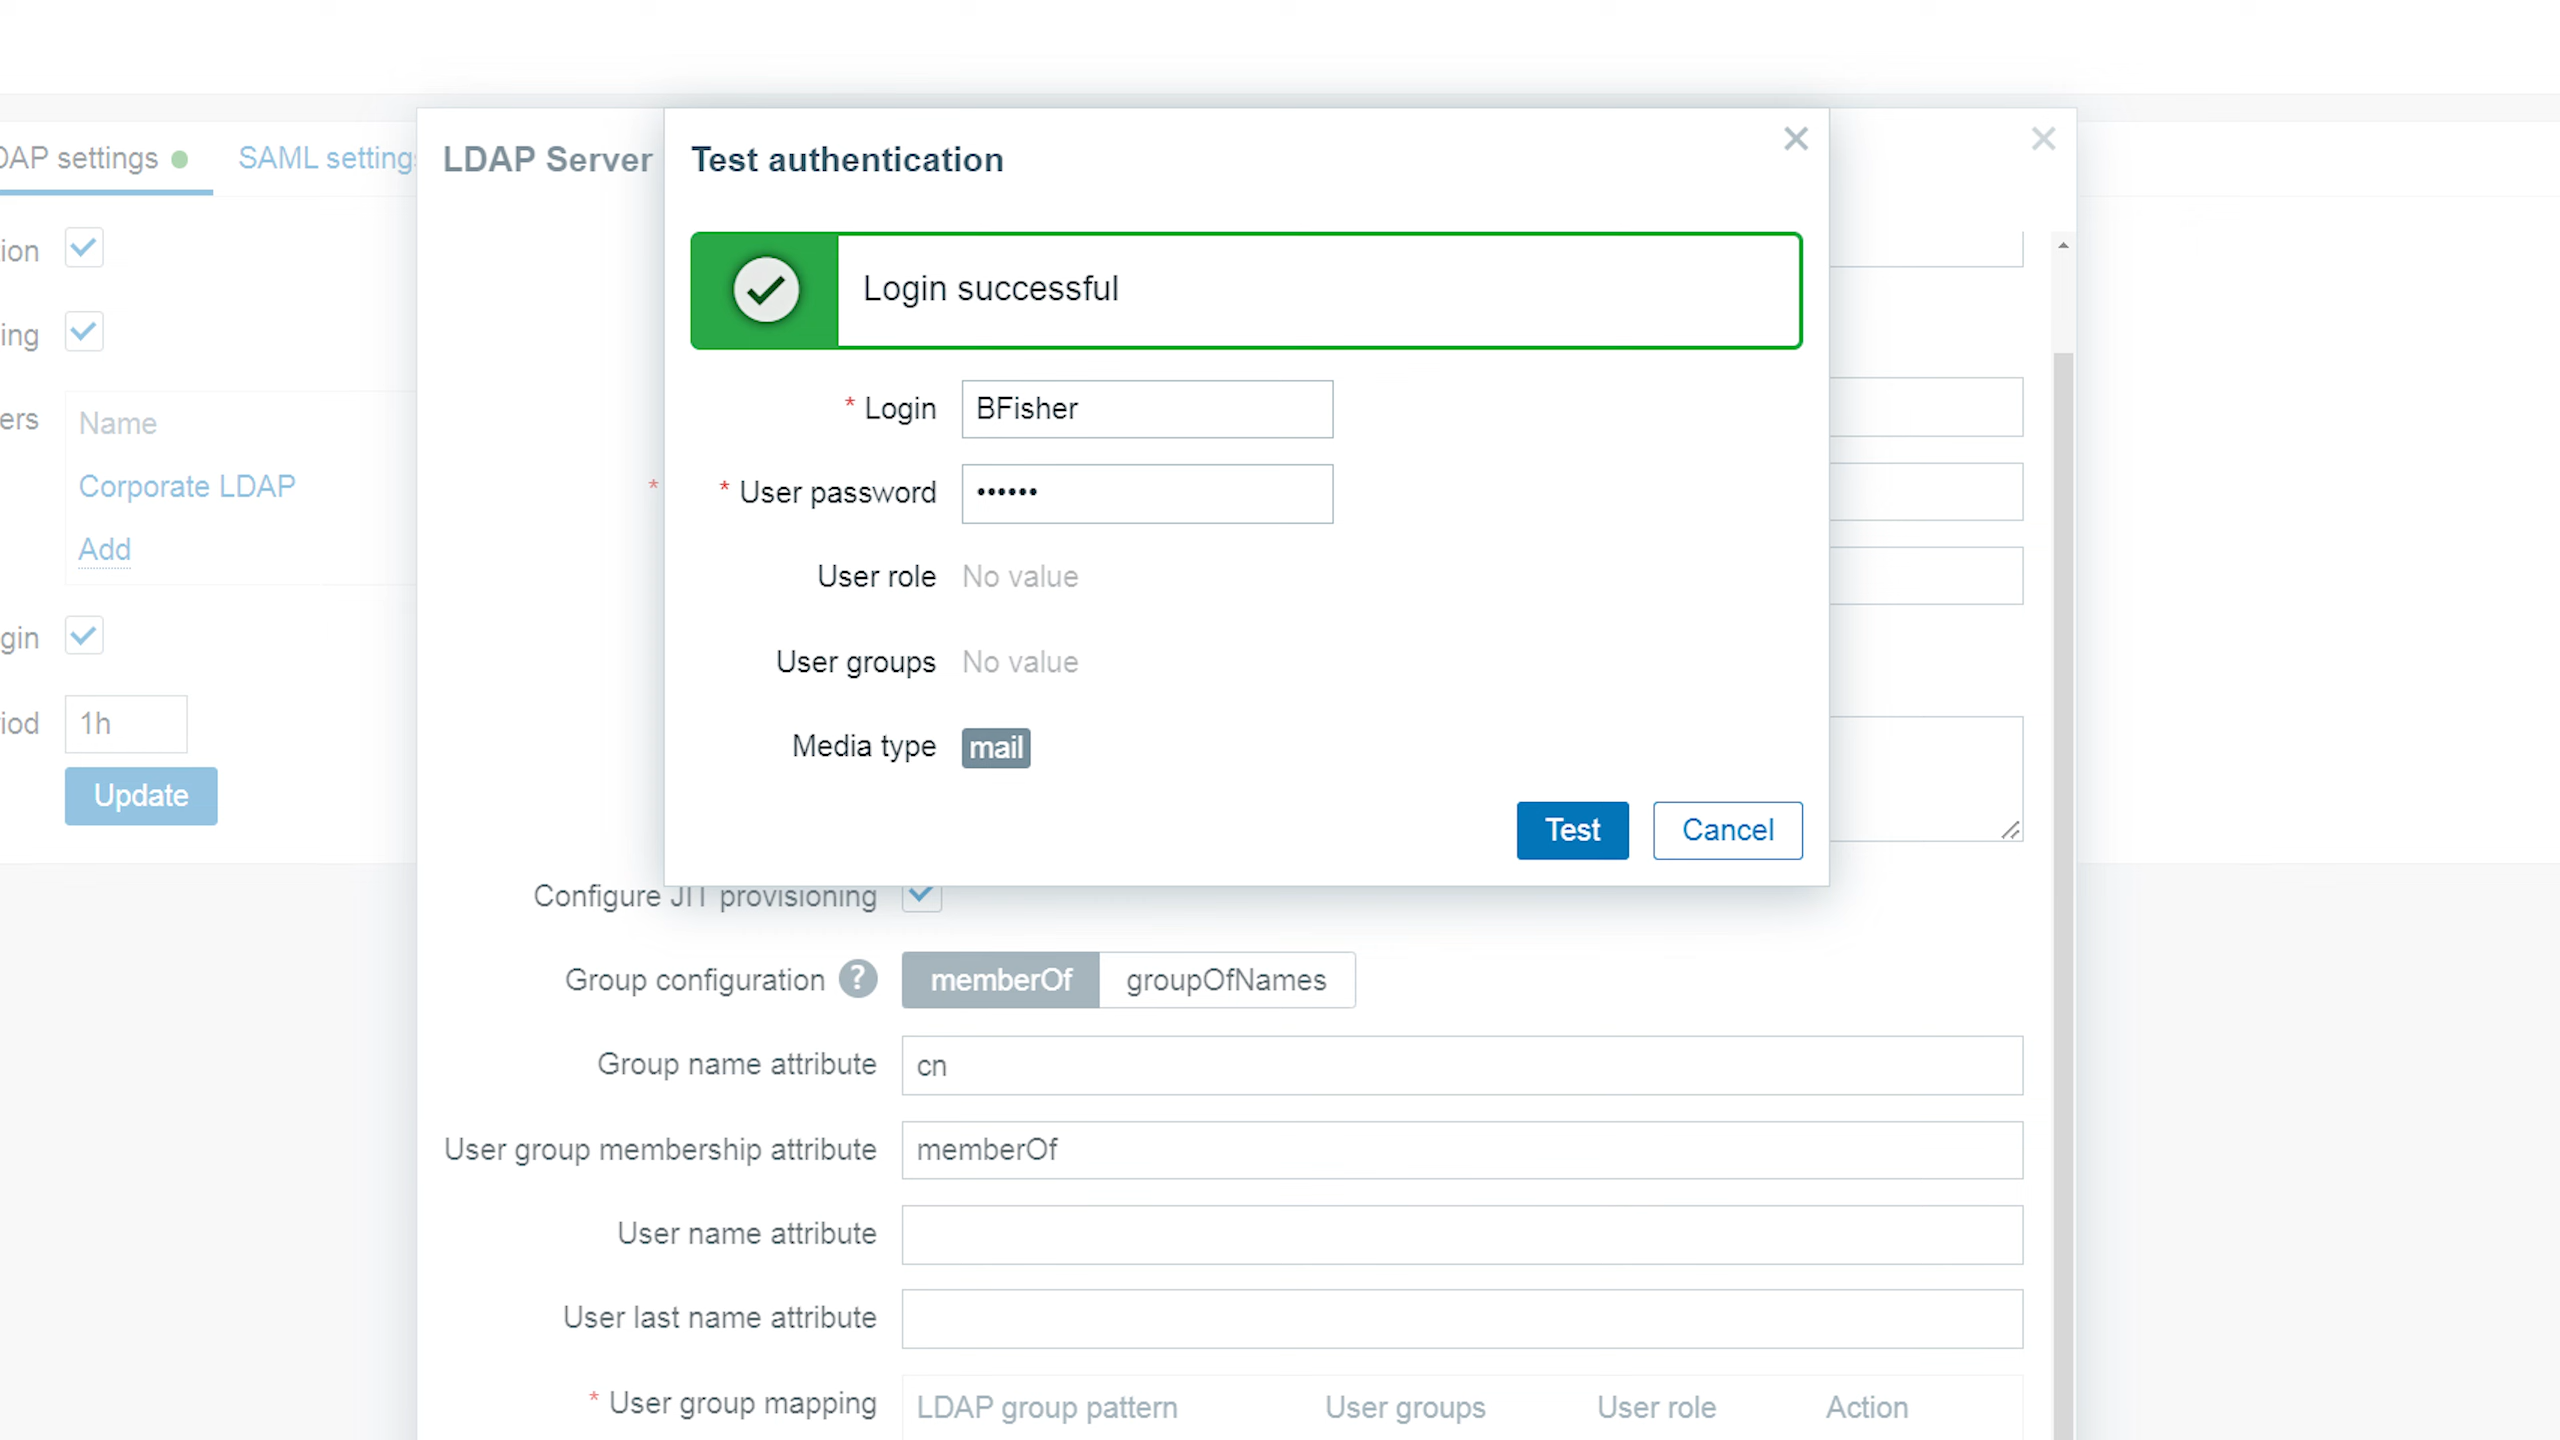 DAP settings
SAML settings
LDAP Server
Test authentication
Login successful
ion
* Login BFisher
ing
* User password ••••••
ers
Name
User role No value
Corporate LDAP
*
Add
User groups No value
gin
Media type mail
iod 1h
Update
Test Cancel
Configure JIT provisioning
Group configuration ? memberOf groupOfNames
Group name attribute cn
User group membership attribute memberOf
User name attribute
User last name attribute
* User group mapping LDAP group pattern User groups User role Action